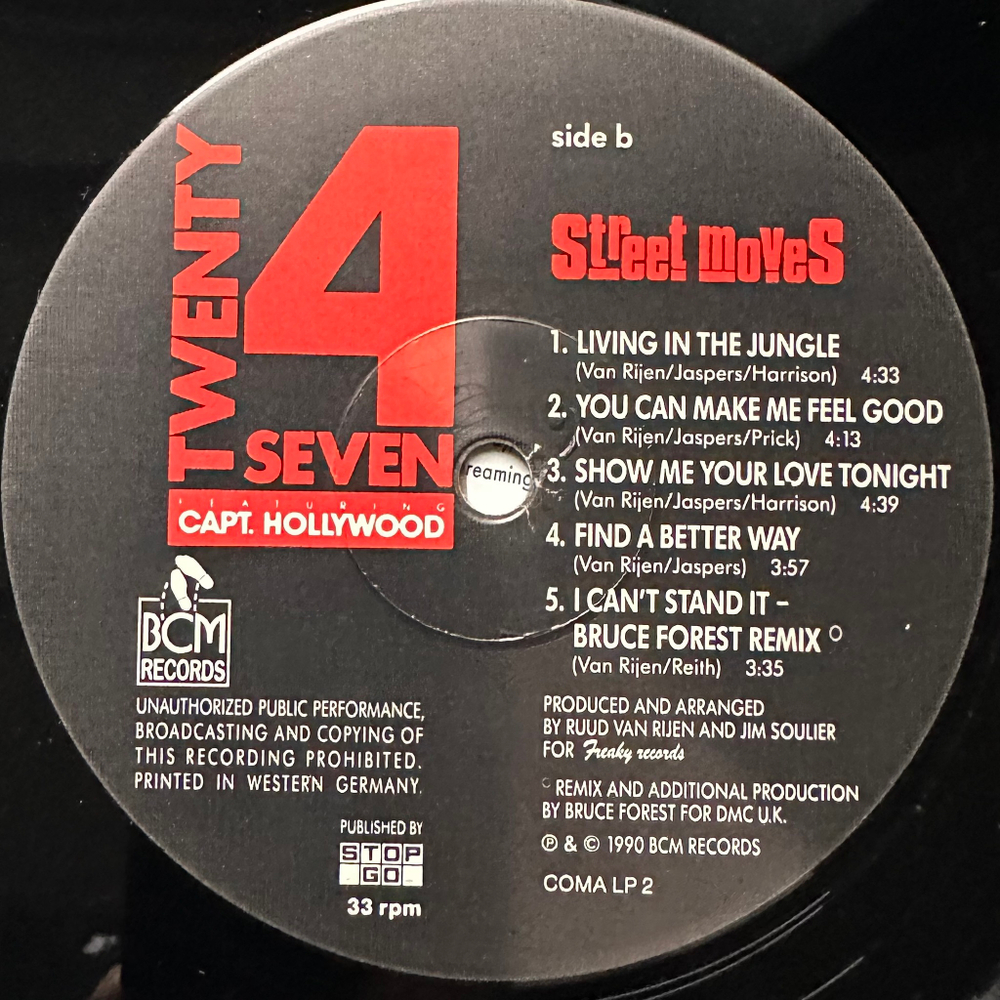 TWENTY
4
SEVEN
FEATURING
CAPT. HOLLYWOOD
BCM
RECORDS
UNAUTHORIZED PUBLIC PERFORMANCE,
BROADCASTING AND COPYING OF
THIS RECORDING PROHIBITED.
PRINTED IN WESTERN GERMANY.
PUBLISHED BY
STOP
GO
33 rpm
reaming
side b
Street moves
1. LIVING IN THE JUNGLE
(Van Rijen/Jaspers/Harrison) 4:33
2. YOU CAN MAKE ME FEEL GOOD
(Van Rijen/Jaspers/Prick) 4:13
3. SHOW ME YOUR LOVE TONIGHT
(Van Rijen/Jaspers/Harrison) 4:39
4. FIND A BETTER WAY
(Van Rijen/Jaspers) 3:57
5. I CAN'T STAND IT –
BRUCE FOREST REMIX °
(Van Rijen/Reith) 3:35
PRODUCED AND ARRANGED
BY RUUD VAN RIJEN AND JIM SOULIER
FOR Freaky records
° REMIX AND ADDITIONAL PRODUCTION
BY BRUCE FOREST FOR DMC U.K.
℗ & © 1990 BCM RECORDS
COMA LP 2